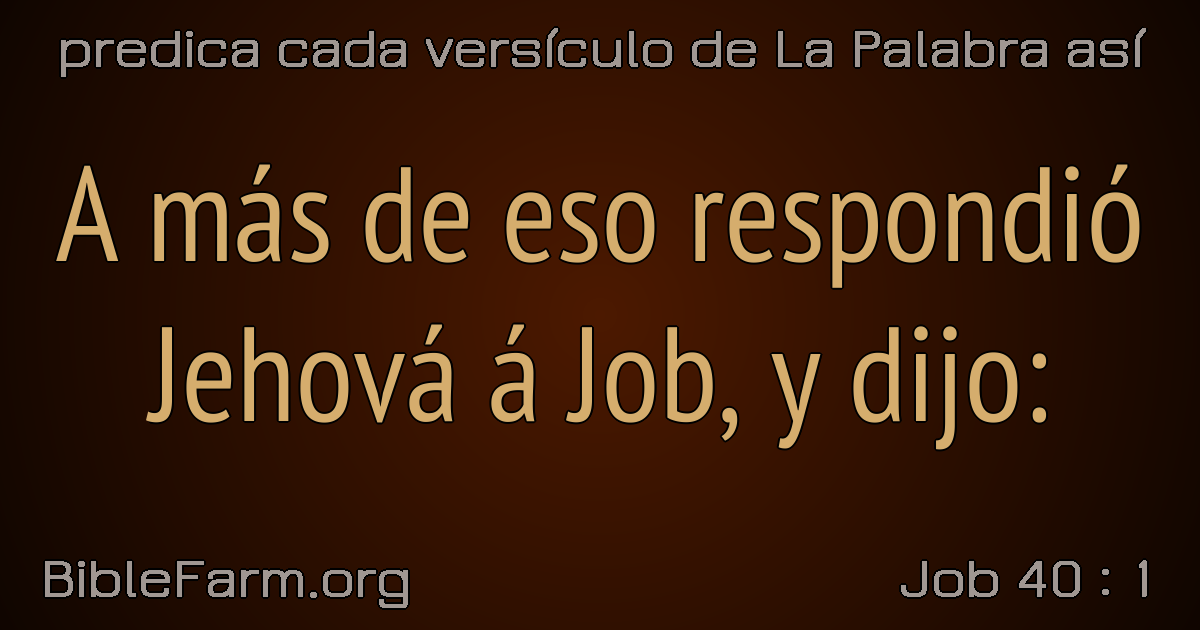 predica cada versículo de La Palabra así
A más de eso respondió
Jehová á Job, y dijo:
BibleFarm.org
Job 40 : 1